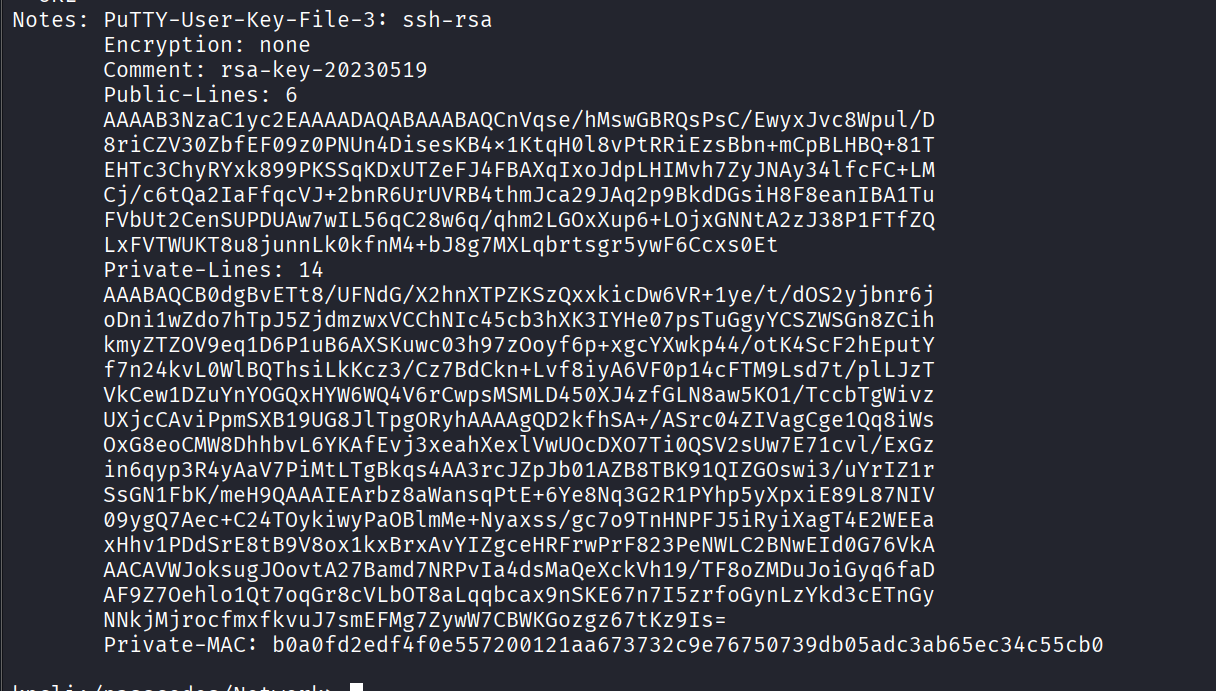 Notes: PuTTY-User-Key-File-3: ssh-rsa
Encryption: none
Comment: rsa-key-20230519
Public-Lines: 6
AAAAB3NzaC1yc2EAAAADAQABAAABAQCnVqse/hMswGBRQsPsC/EwyxJvc8Wpul/D
8riCZV30ZbfEF09z0PNUn4DisesKB4x1KtqH0l8vPtRRiEzsBbn+mCpBLHBQ+81T
EHTc3ChyRYxk899PKSSqKDxUTZeFJ4FBAXqIxoJdpLHIMvh7ZyJNAy34lfcFC+LM
Cj/c6tQa2IaFfqcVJ+2bnR6UrUVRB4thmJca29JAq2p9BkdDGsiH8F8eanIBA1Tu
FVbUt2CenSUPDUAw7wIL56qC28w6q/qhm2LGOxXup6+LOjxGNNtA2zJ38P1FTfZQ
LxFVTWUKT8u8junnLk0kfnM4+bJ8g7MXLqbrtsgr5ywF6Ccxs0Et
Private-Lines: 14
AAABAQCB0dgBvETt8/UFNdG/X2hnXTPZKSzQxxkicDw6VR+1ye/t/dOS2yjbnr6j
oDni1wZdo7hTpJ5ZjdmzwxVCChNIc45cb3hXK3IYHe07psTuGgyYCSZWSGn8ZCih
kmyZTZOV9eq1D6P1uB6AXSKuwc03h97zOoyf6p+xgcYXwkp44/otK4ScF2hEputY
f7n24kvL0WlBQThsiLkKcz3/Cz7BdCkn+Lvf8iyA6VF0p14cFTM9Lsd7t/plLJzT
VkCew1DZuYnYOGQxHYW6WQ4V6rCwpsMSMLD450XJ4zfGLN8aw5KO1/TccbTgWivz
UXjcCAviPpmSXB19UG8JlTpgORyhAAAAgQD2kfhSA+/ASrc04ZIVagCge1Qq8iWs
OxG8eoCMW8DhhbvL6YKAfEvj3xeahXexlVwUOcDXO7Ti0QSV2sUw7E71cvl/ExGz
in6qyp3R4yAaV7PiMtLTgBkqs4AA3rcJZpJb01AZB8TBK91QIZGOswi3/uYrIZ1r
SsGN1FbK/meH9QAAAIEArbz8aWansqPtE+6Ye8Nq3G2R1PYhp5yXpxiE89L87NIV
09ygQ7Aec+C24TOykiwyPaOBlmMe+Nyaxss/gc7o9TnHNPFJ5iRyiXagT4E2WEEa
xHhv1PDdSrE8tB9V8ox1kxBrxAvYIZgceHRFrwPrF823PeNWLC2BNwEId0G76VkA
AACAVWJoksugJOovtA27Bamd7NRPvIa4dsMaQeXckVh19/TF8oZMDuJoiGyq6faD
AF9Z7Oehlo1Qt7oqGr8cVLbOT8aLqqbcax9nSKE67n7I5zrfoGynLzYkd3cETnGy
NNkjMjrocfmxfkvuJ7smEFMg7ZywW7CBWKGozgz67tKz9Is=
Private-MAC: b0a0fd2edf4f0e557200121aa673732c9e76750739db05adc3ab65ec34c55cb0